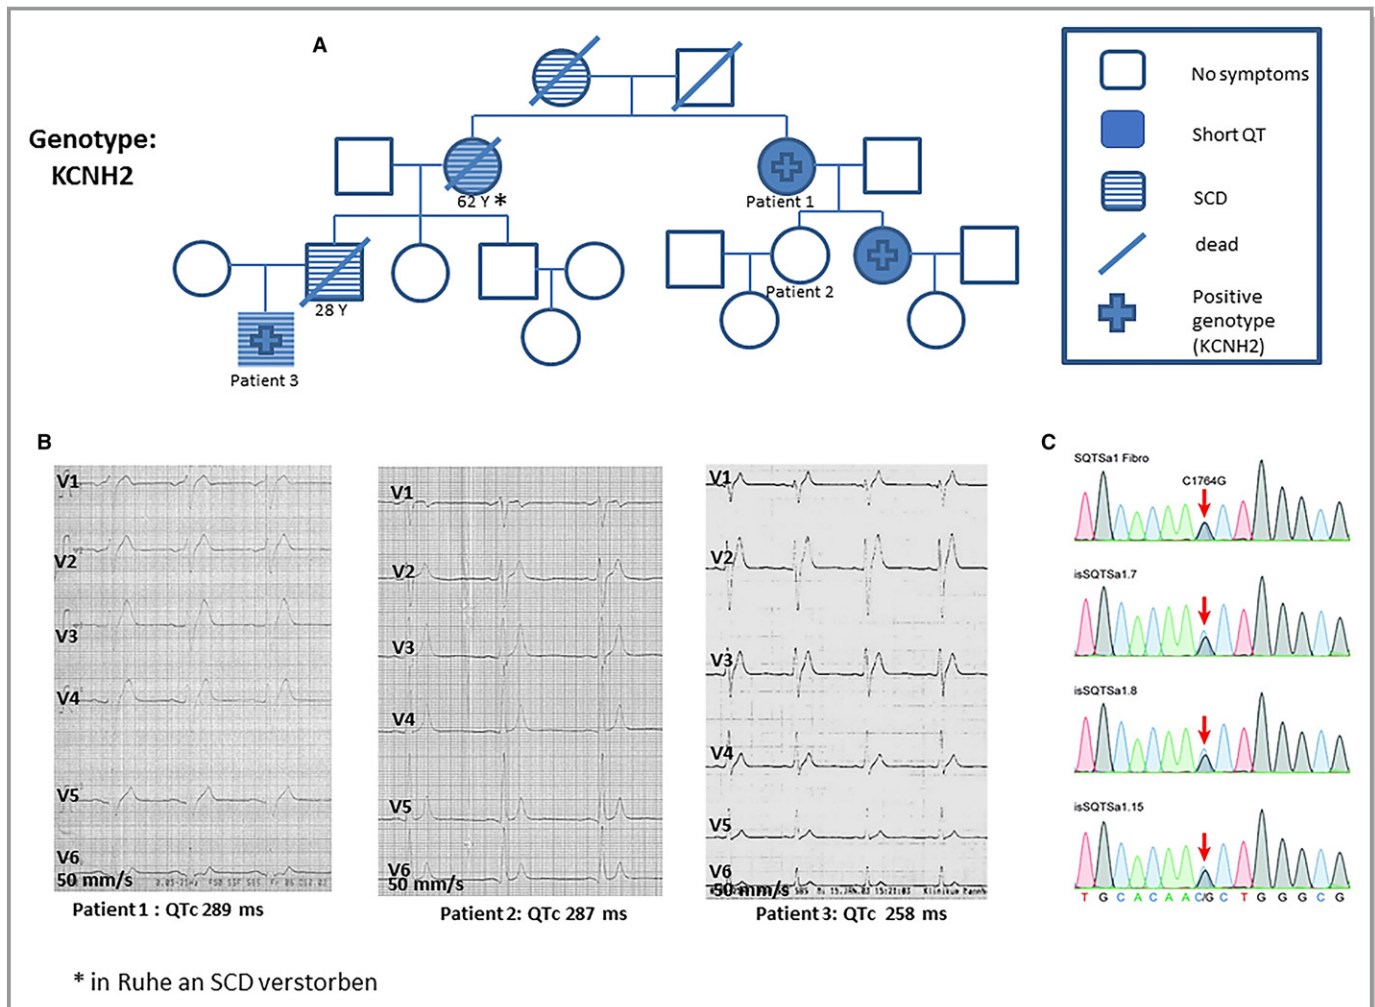 A
Genotype:
KCNH2
62 Y *
Patient 1
Patient 2
28 Y
Patient 3
No symptoms
Short QT
SCD
dead
Positive
genotype
(KCNH2)
B
V1
V2
V3
V4
V5
V6
50 mm/s
Patient 1 : QTc 289 ms
V1
V2
V3
V4
V5
V6
50 mm/s
Patient 2: QTc 287 ms
V1
V2
V3
V4
V5
V6
50 mm/s
Patient 3: QTc 258 ms
C
SQTSa1 Fibro
C1764G
isSQTSa1.7
isSQTSa1.8
isSQTSa1.15
T G C A C A A C/G C T G G G C G
* in Ruhe an SCD verstorben